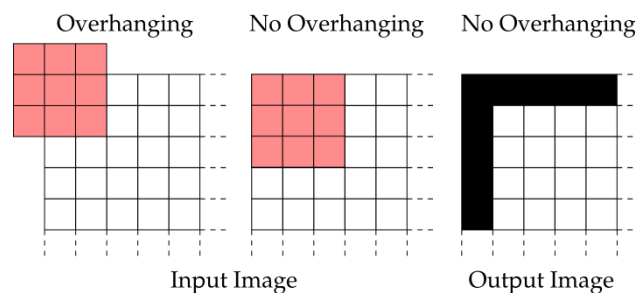 Overhanging
No Overhanging
No Overhanging
Input Image
Output Image